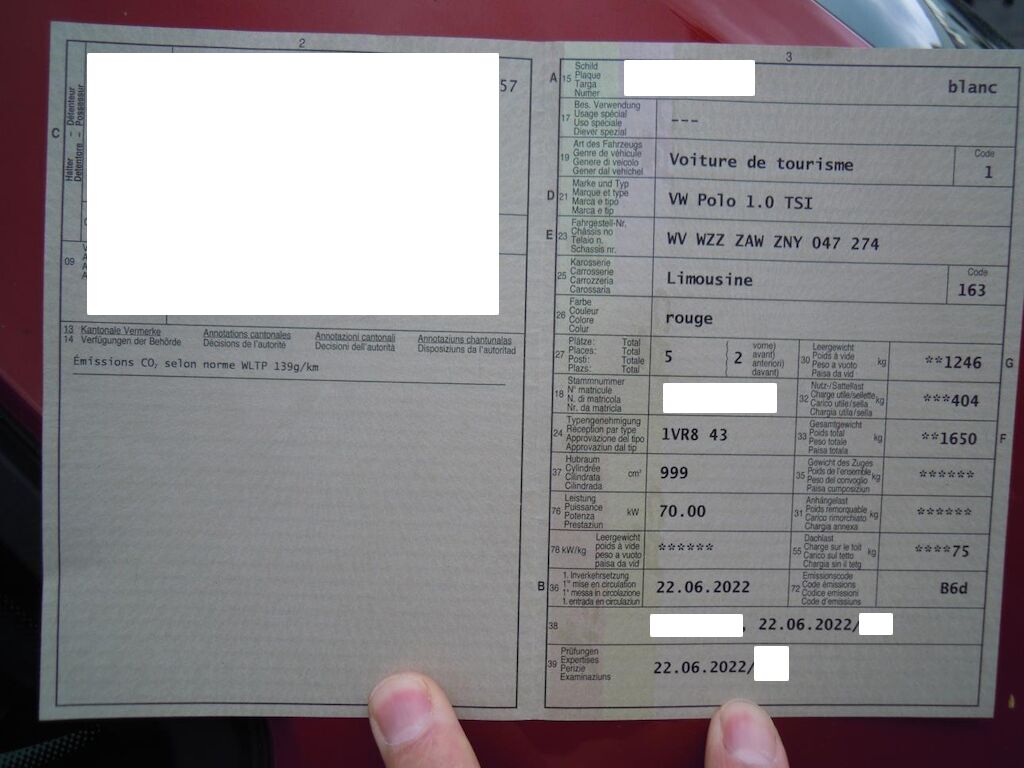 2
57
C
Halter – Détenteur
Detentore – Possessur
09
13 Kantonale Vermerke Annotations cantonales Annotazioni cantonali Annotaziuns chantunalas
14 Verfügungen der Behörde Décisions de l'autorité Decisioni dell'autorità Disposiziuns da l'autoritad
Émissions CO₂ selon norme WLTP 139g/km
3
A 15 Schild
Plaque
Targa
Numer
blanc
17 Bes. Verwendung
Usage spécial
Uso speciale
Diever spezial
---
19 Art des Fahrzeugs
Genre de véhicule
Genere di veicolo
Gener dal vehichel
Voiture de tourisme
Code
1
D 21 Marke und Typ
Marque et type
Marca e tipo
Marca e tip
VW Polo 1.0 TSI
E 23 Fahrgestell-Nr.
Châssis no
Telaio n.
Schassis nr.
WV WZZ ZAW ZNY 047 274
25 Karosserie
Carrosserie
Carrozzeria
Carossaria
Limousine
Code
163
26 Farbe
Couleur
Colore
Colur
rouge
27 Plätze: Total
Places: Total
Posti: Totale
Plazs: Total
5
vorne)
avant)
anteriori)
davant)
2
30 Leergewicht
Poids à vide
Peso a vuoto
Paisa da vid
kg
**1246
G
18 Stammnummer
N° matricule
N. di matricola
Nr. da matricla
32 Nutz-/Sattellast
Charge utile/sellette
Carico utile/sella
Chargia utila/sella
kg
***404
24 Typengenehmigung
Réception par type
Approvazione del tipo
Approvaziun dal tip
1VR8 43
33 Gesamtgewicht
Poids total
Peso totale
Paisa totala
kg
**1650
F
37 Hubraum
Cylindrée
Cilindrata
Cilindrada
cm³
999
35 Gewicht des Zuges
Poids de l'ensemble
Peso del convoglio
Paisa cumposiziun
kg
******
76 Leistung
Puissance
Potenza
Prestaziun
kW
70.00
31 Anhängelast
Poids remorquable
Carico rimorchiato
Chargia annexa
kg
******
78 kW/kg
Leergewicht
poids à vide
peso a vuoto
paisa da vid
******
55 Dachlast
Charge sur le toit
Carico sul tetto
Chargia sin il tetg
kg
****75
B 36 1. Inverkehrsetzung
1re mise en circulation
1a messa in circolazione
1. entrada en circulaziun
22.06.2022
72 Emissionscode
Code émissions
Codice emissioni
Code d'emissiuns
B6d
38
, 22.06.2022/
39 Prüfungen
Expertises
Perizie
Examinaziuns
22.06.2022/